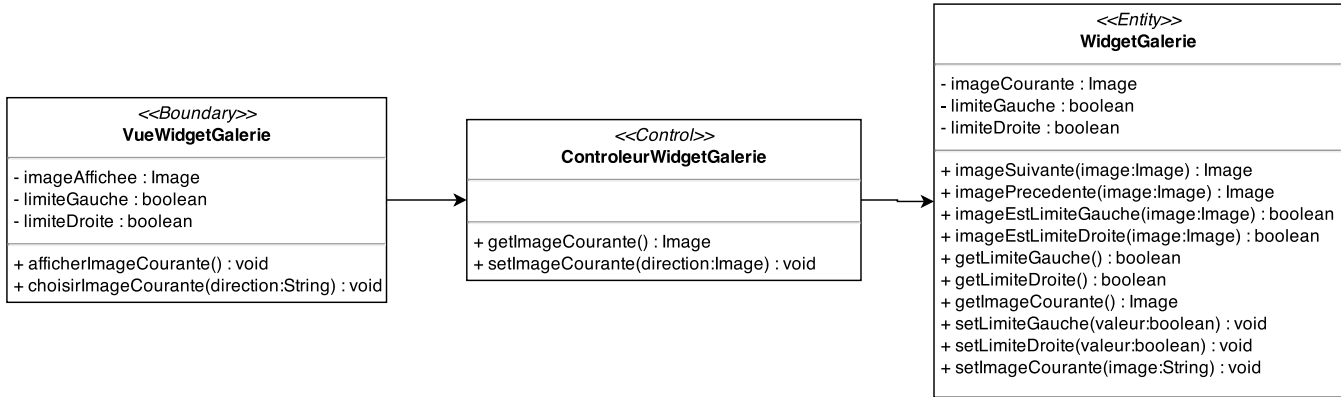 <<Boundary>>
VueWidgetGalerie
- imageAffichee : Image
- limiteGauche : boolean
- limiteDroite : boolean
+ afficherImageCourante() : void
+ choisirImageCourante(direction:String) : void
<<Control>>
ControleurWidgetGalerie
+ getImageCourante() : Image
+ setImageCourante(direction:Image) : void
<<Entity>>
WidgetGalerie
- imageCourante : Image
- limiteGauche : boolean
- limiteDroite : boolean
+ imageSuivante(image:Image) : Image
+ imagePrecedente(image:Image) : Image
+ imageEstLimiteGauche(image:Image) : boolean
+ imageEstLimiteDroite(image:Image) : boolean
+ getLimiteGauche() : boolean
+ getLimiteDroite() : boolean
+ getImageCourante() : Image
+ setLimiteGauche(valeur:boolean) : void
+ setLimiteDroite(valeur:boolean) : void
+ setImageCourante(image:String) : void